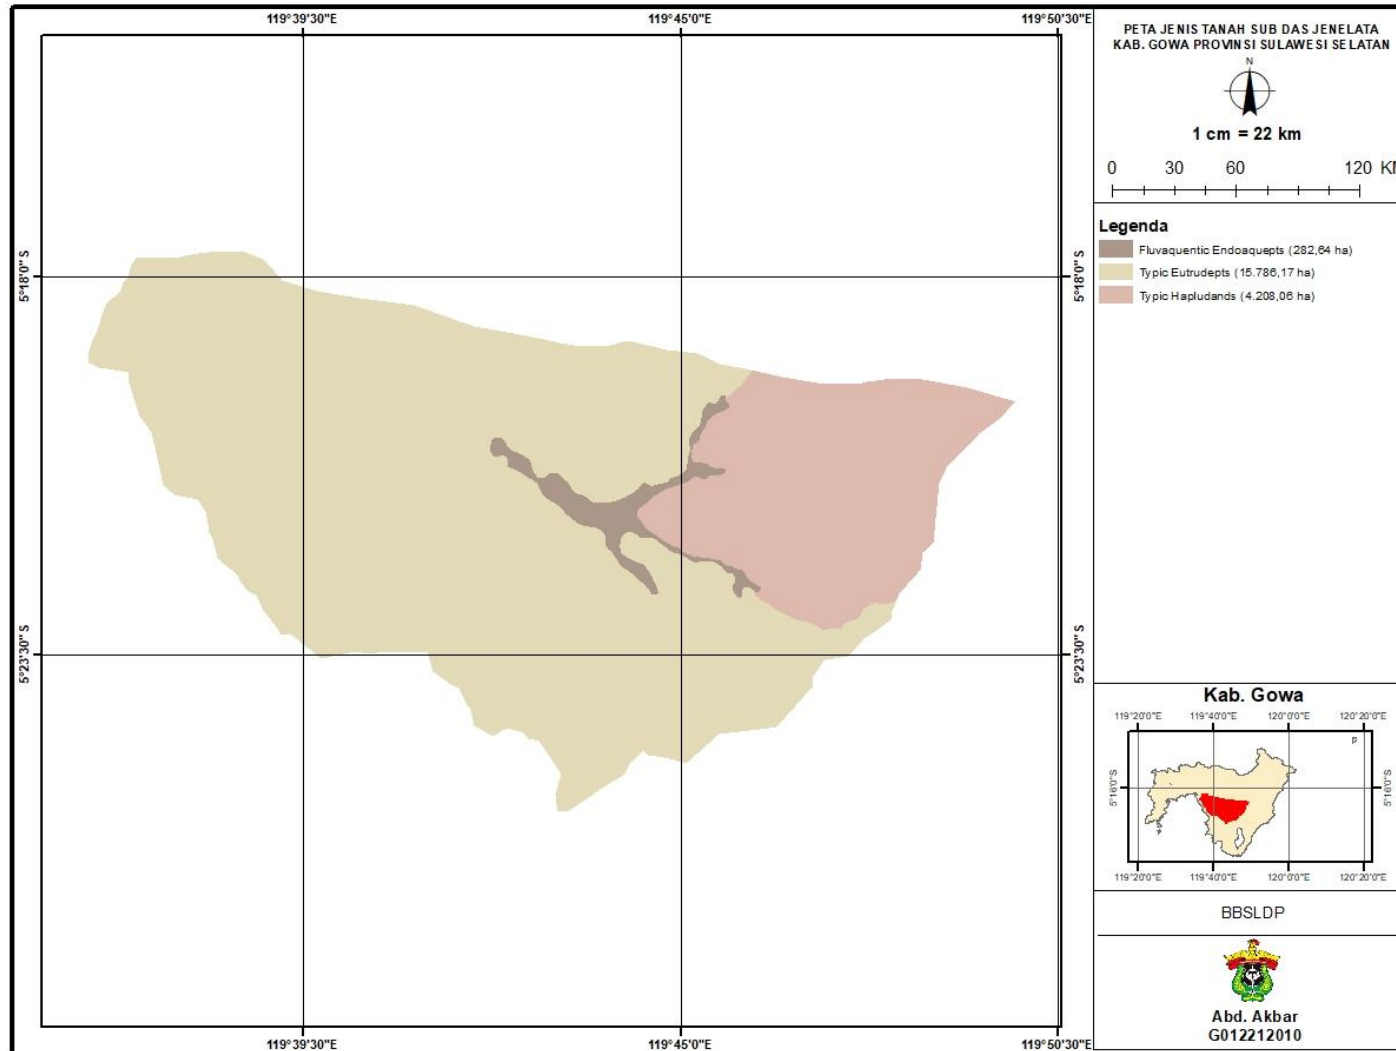 119°39'30"E
119°45'0"E
119°50'30"E
5°18'0" S
5°18'0" S
5°23'30" S
5°23'30" S
119°39'30"E
119°45'0"E
119°50'30"E
PETA JENIS TANAH SUB DAS JENELATA
KAB. GOWA PROVINSI SULAWESI SELATAN
N
1 cm = 22 km
0 30 60 120 KM
Legenda
Fluvaquentic Endoaquepts (282,64 ha)
Typic Eutrudepts (15.786,17 ha)
Typic Hapludands (4.208,06 ha)
Kab. Gowa
119°20'0"E 119°40'0"E 120°0'0"E 120°20'0"E
5°16'0"S
5°16'0"S
119°20'0"E 119°40'0"E 120°0'0"E 120°20'0"E
BBSLDP
Abd. Akbar
G012212010